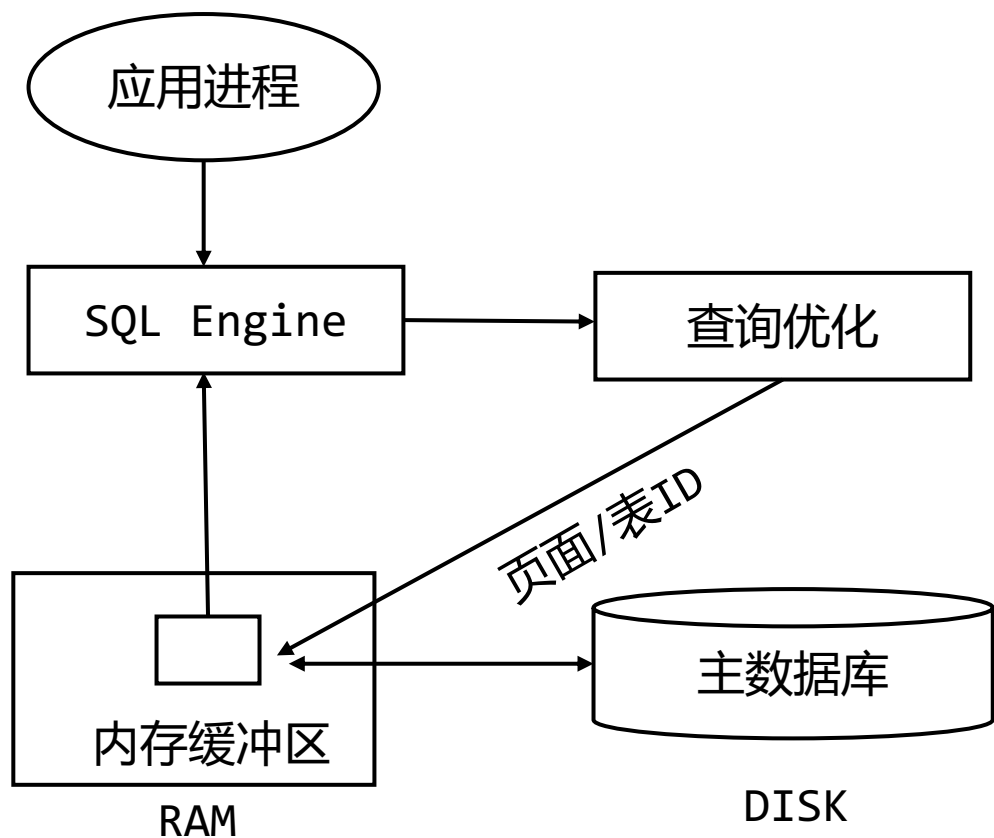 应用进程
SQL Engine
查询优化
页面/表ID
主数据库
内存缓冲区
RAM
DISK